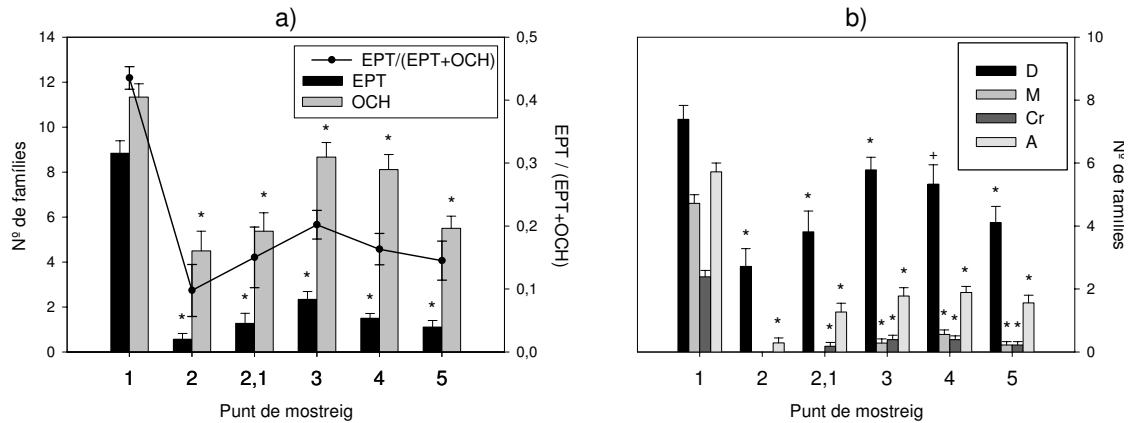 a)
14
12
10
8
6
4
2
0
Nº de famílies
0,5
0,4
0,3
0,2
0,1
0,0
EPT / (EPT+OCH)
EPT/(EPT+OCH)
EPT
OCH
*
*
*
*
*
*
*
*
*
*
1 2 2,1 3 4 5
Punt de mostreig
b)
10
8
6
4
2
0
Nº de famílies
D
M
Cr
A
*
*
*
*
*
*
*
*
*
+
*
*
*
*
*
*
*
1 2 2,1 3 4 5
Punt de mostreig